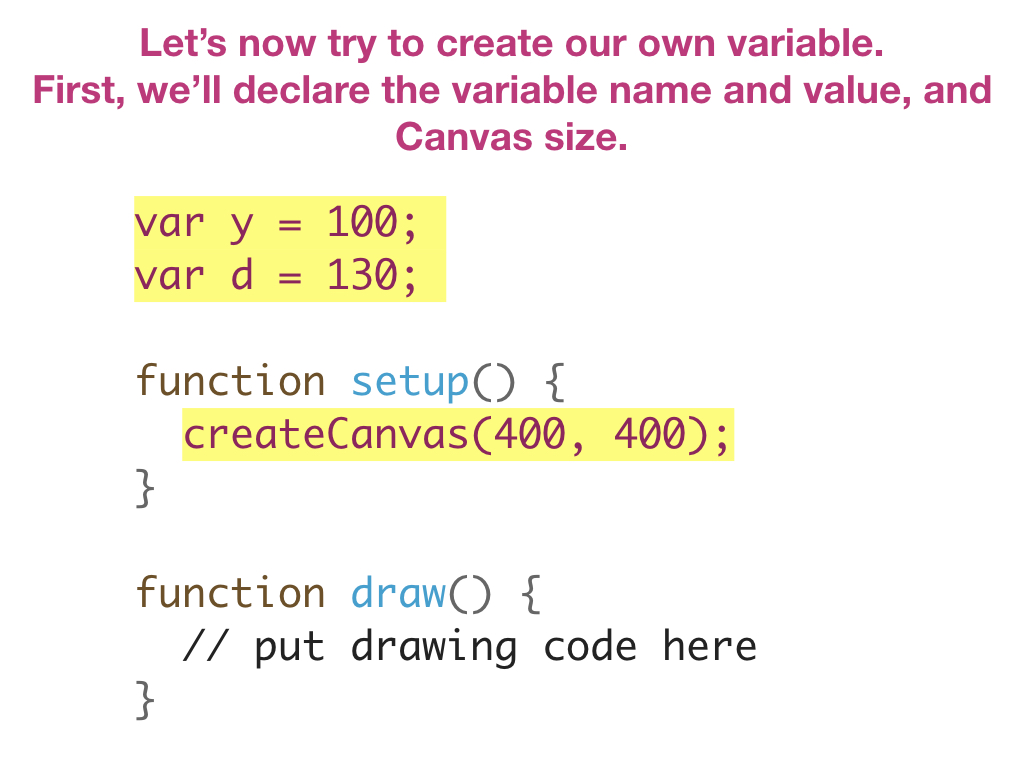 Let’s now try to create our own variable.
First, we’ll declare the variable name and value, and
Canvas size.
var y = 100;
var d = 130;
function setup() {
  createCanvas(400, 400);
}
function draw() {
  // put drawing code here
}